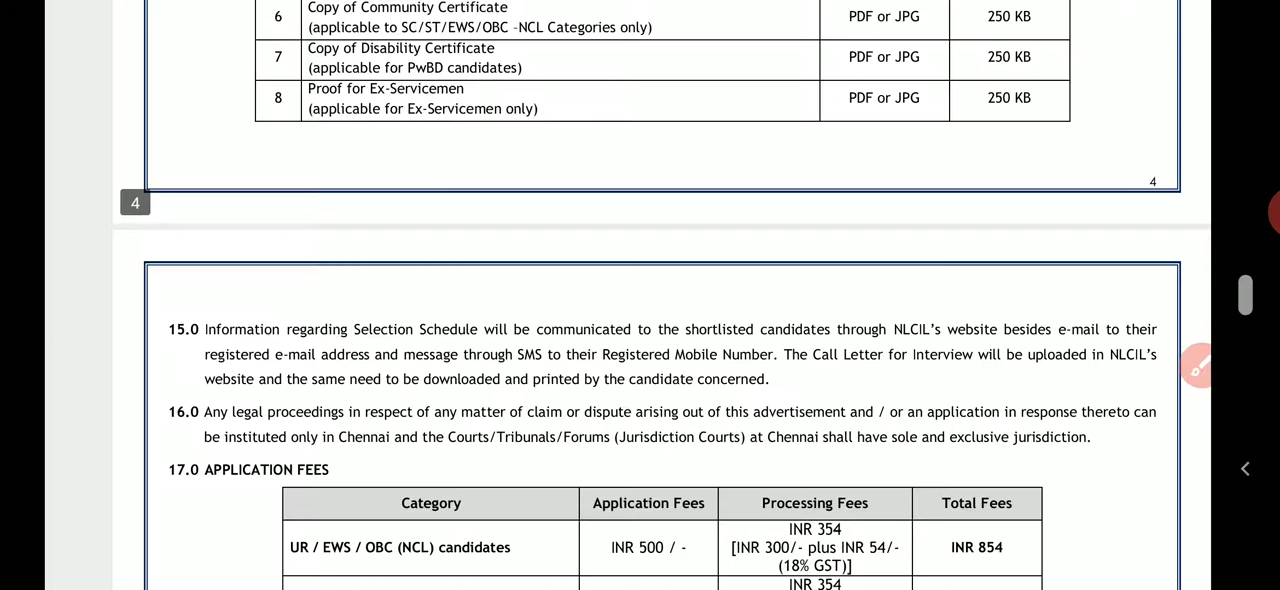 6
Copy of Community Certificate
(applicable to SC/ST/EWS/OBC -NCL Categories only)
PDF or JPG
250 KB
7
Copy of Disability Certificate
(applicable for PwBD candidates)
PDF or JPG
250 KB
8
Proof for Ex-Servicemen
(applicable for Ex-Servicemen only)
PDF or JPG
250 KB
4
4
15.0 Information regarding Selection Schedule will be communicated to the shortlisted candidates through NLCIL’s website besides e-mail to their
registered e-mail address and message through SMS to their Registered Mobile Number. The Call Letter for Interview will be uploaded in NLCIL’s
website and the same need to be downloaded and printed by the candidate concerned.
16.0 Any legal proceedings in respect of any matter of claim or dispute arising out of this advertisement and / or an application in response thereto can
be instituted only in Chennai and the Courts/Tribunals/Forums (Jurisdiction Courts) at Chennai shall have sole and exclusive jurisdiction.
17.0 APPLICATION FEES
Category Application Fees Processing Fees Total Fees
UR / EWS / OBC (NCL) candidates
INR 500 / -
INR 354
[INR 300/- plus INR 54/-
(18% GST)]
INR 854
INR 354